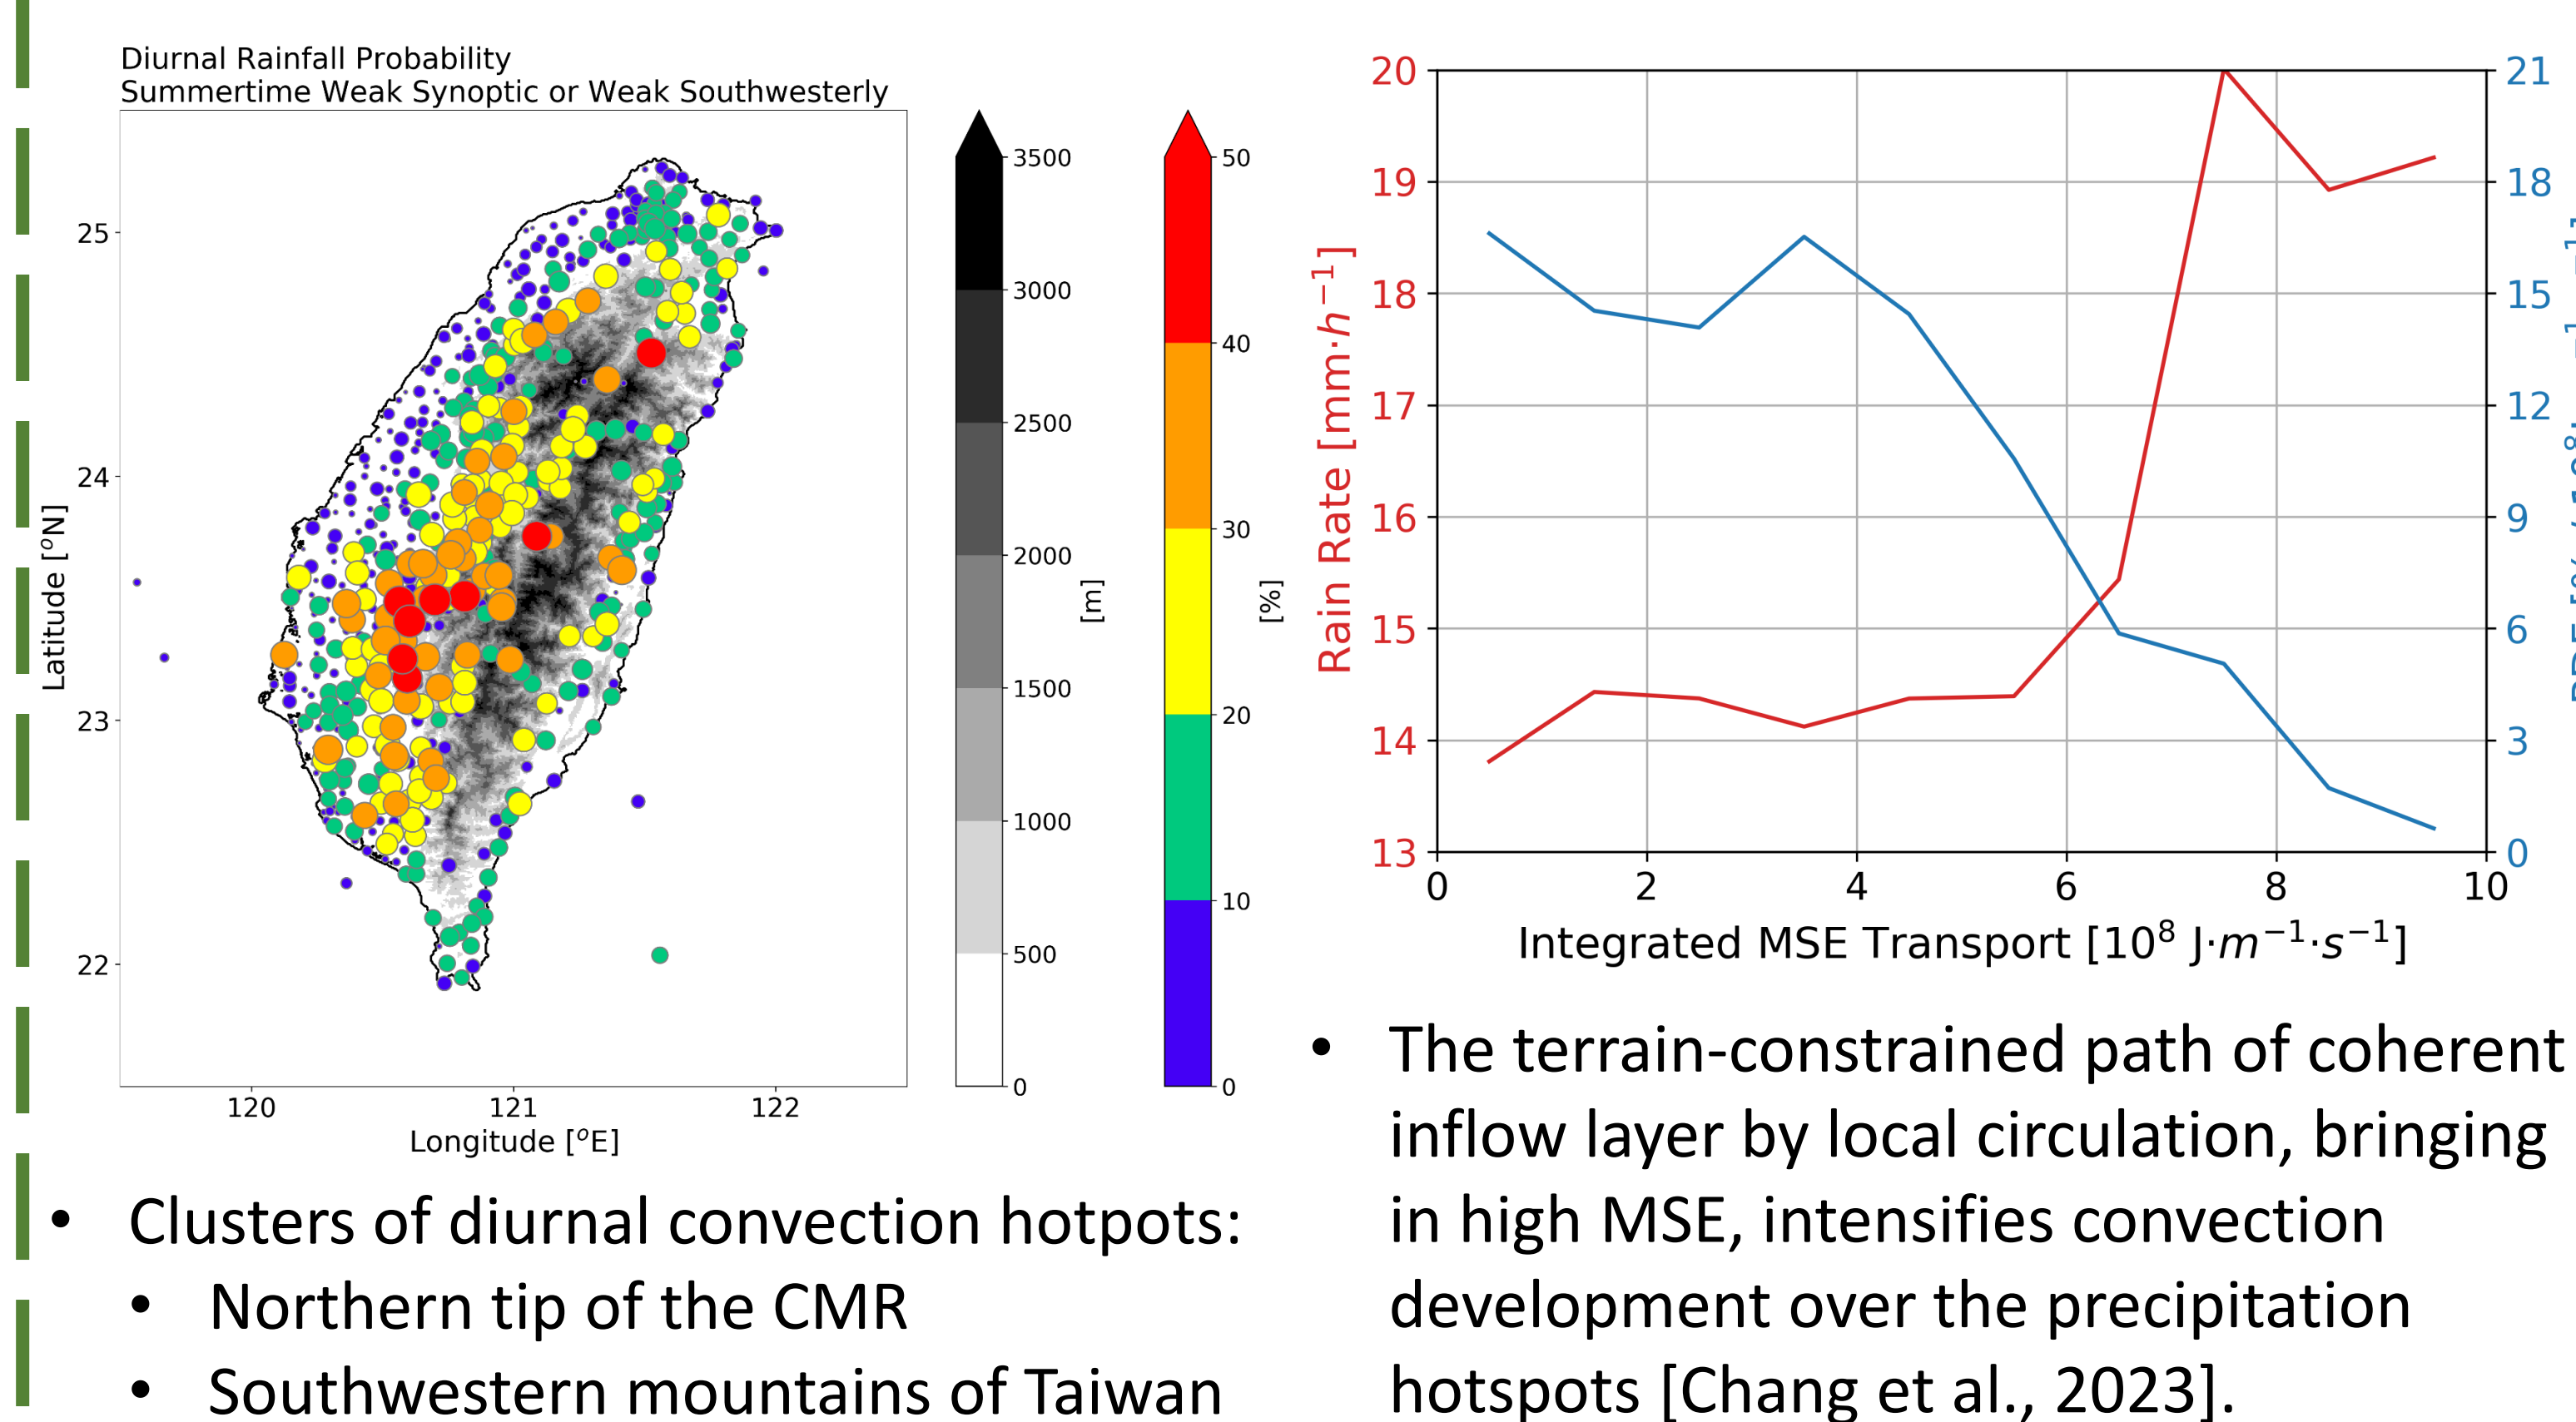 Diurnal Rainfall Probability
Summertime Weak Synoptic or Weak Southwesterly
25
24
23
22
Latitude [°N]
120 121 122
Longitude [°E]
3500
3000
2500
2000
1500
1000
500
0
[m]
50
40
30
20
10
0
[%]
20
19
18
17
16
15
14
13
Rain Rate [mm·h⁻¹]
21
18
15
12
9
6
3
0
0 2 4 6 8 10
Integrated MSE Transport [10⁸ J·m⁻¹·s⁻¹]
• Clusters of diurnal convection hotpots:
• Northern tip of the CMR
• Southwestern mountains of Taiwan
• The terrain-constrained path of coherent
inflow layer by local circulation, bringing
in high MSE, intensifies convection
development over the precipitation
hotspots [Chang et al., 2023].